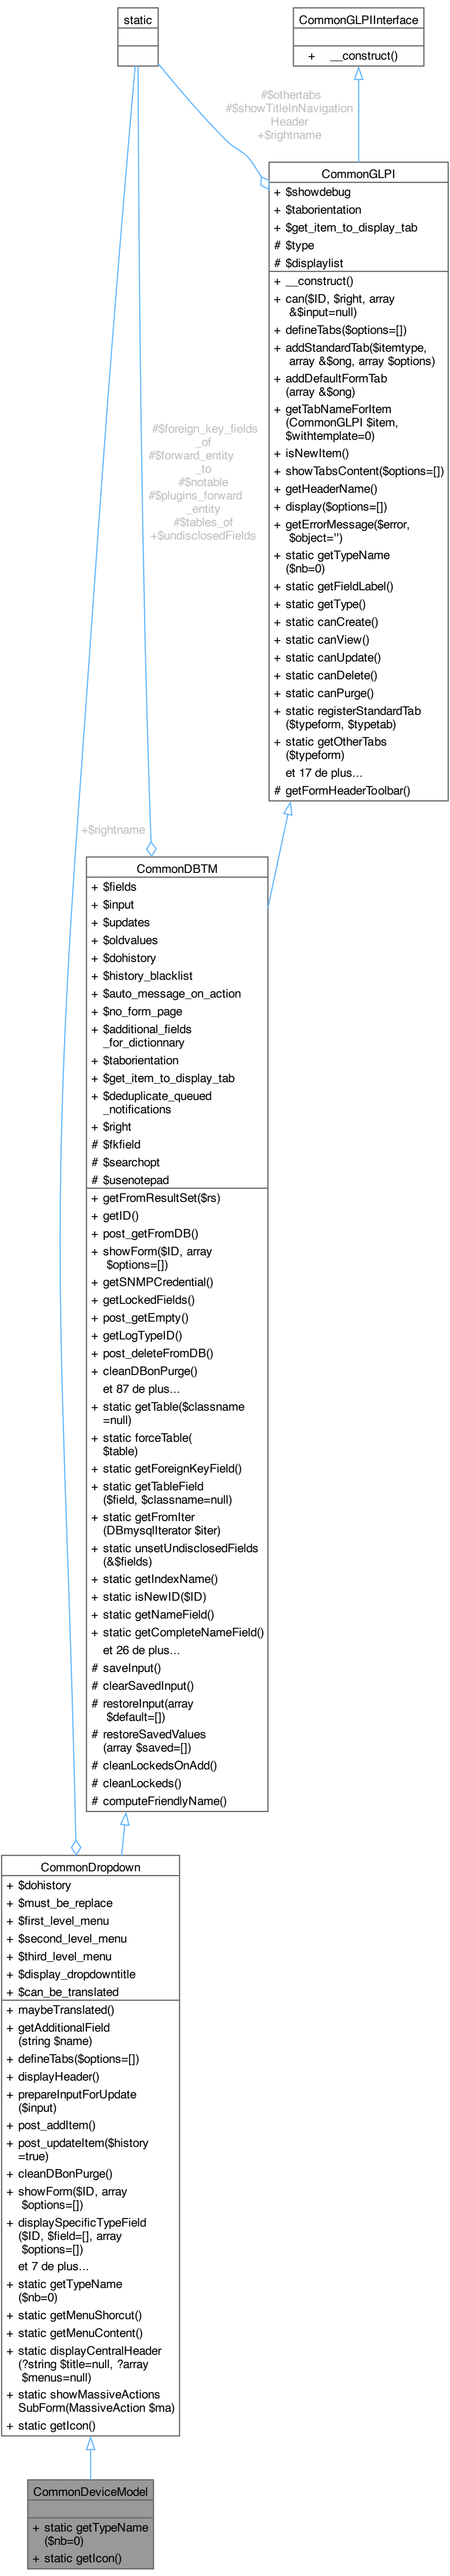 static
CommonGLPIInterface
+ __construct()
#$othertabs
#$showTitleInNavigation
Header
+$rightname
CommonGLPI
+ $showdebug
+ $taborientation
+ $get_item_to_display_tab
# $type
# $displaylist
+ __construct()
+ can($ID, $right, array
&$input=null)
+ defineTabs($options=[])
+ addStandardTab($itemtype,
array &$ong, array $options)
+ addDefaultFormTab
(array &$ong)
+ getTabNameForItem
(CommonGLPI $item,
$withtemplate=0)
+ isNewItem()
+ showTabsContent($options=[])
+ getHeaderName()
+ display($options=[])
+ getErrorMessage($error,
$object='')
+ static getTypeName
($nb=0)
+ static getFieldLabel()
+ static getType()
+ static canCreate()
+ static canView()
+ static canUpdate()
+ static canDelete()
+ static canPurge()
+ static registerStandardTab
($typeform, $typetab)
+ static getOtherTabs
($typeform)
et 17 de plus...
# getFormHeaderToolbar()
#$foreign_key_fields
_of
#$forward_entity
_to
#$notable
#$plugins_forward
_entity
#$tables_of
+$undisclosedFields
+$rightname
CommonDBTM
+ $fields
+ $input
+ $updates
+ $oldvalues
+ $dohistory
+ $history_blacklist
+ $auto_message_on_action
+ $no_form_page
+ $additional_fields
_for_dictionnary
+ $taborientation
+ $get_item_to_display_tab
+ $deduplicate_queued
_notifications
+ $right
# $fkfield
# $searchopt
# $usenotepad
+ getFromResultSet($rs)
+ getID()
+ post_getFromDB()
+ showForm($ID, array
$options=[])
+ getSNMPCredential()
+ getLockedFields()
+ post_getEmpty()
+ getLogTypeID()
+ post_deleteFromDB()
+ cleanDBonPurge()
et 87 de plus...
+ static getTable($classname
=null)
+ static forceTable(
$table)
+ static getForeignKeyField()
+ static getTableField
($field, $classname=null)
+ static getFromIter
(DBmysqlIterator $iter)
+ static unsetUndisclosedFields
(&$fields)
+ static getIndexName()
+ static isNewID($ID)
+ static getNameField()
+ static getCompleteNameField()
et 26 de plus...
# saveInput()
# clearSavedInput()
# restoreInput(array
$default=[])
# restoreSavedValues
(array $saved=[])
# cleanLockedsOnAdd()
# cleanLockeds()
# computeFriendlyName()
CommonDropdown
+ $dohistory
+ $must_be_replace
+ $first_level_menu
+ $second_level_menu
+ $third_level_menu
+ $display_dropdowntitle
+ $can_be_translated
+ maybeTranslated()
+ getAdditionalField
(string $name)
+ defineTabs($options=[])
+ displayHeader()
+ prepareInputForUpdate
($input)
+ post_addItem()
+ post_updateItem($history
=true)
+ cleanDBonPurge()
+ showForm($ID, array
$options=[])
+ displaySpecificTypeField
($ID, $field=[], array
$options=[])
et 7 de plus...
+ static getTypeName
($nb=0)
+ static getMenuShorcut()
+ static getMenuContent()
+ static displayCentralHeader
(?string $title=null, ?array
$menus=null)
+ static showMassiveActions
SubForm(MassiveAction $ma)
+ static getIcon()
CommonDeviceModel
+ static getTypeName
($nb=0)
+ static getIcon()